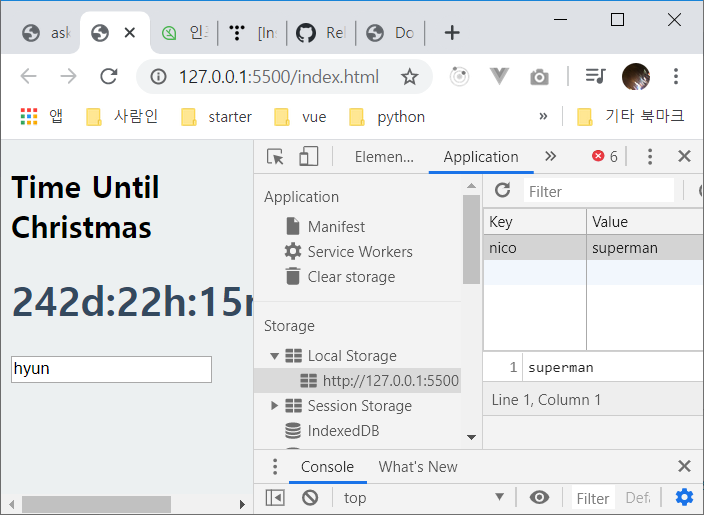 ask
인
[Ins
Rel
Do
127.0.0.1:5500/index.html
앱
사람인
starter
vue
python
»
기타 북마크
Time Until
Christmas
242d:22h:15
hyun
Elemen...
Application
6
Application
Manifest
Service Workers
Clear storage
Storage
Local Storage
http://127.0.0.1:5500
Session Storage
IndexedDB
Filter
Key Value
nico superman
1 superman
Line 1, Column 1
Console What's New
top
Filter
Defa